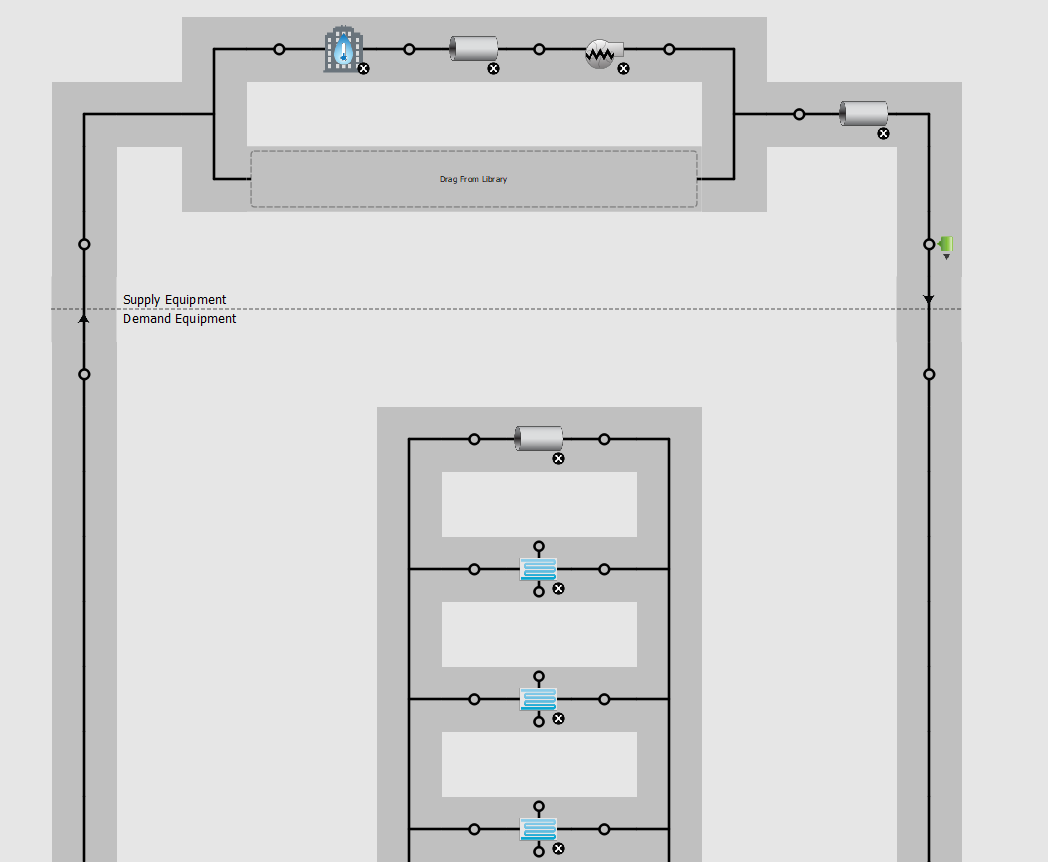 Drag From Library
Supply Equipment
Demand Equipment